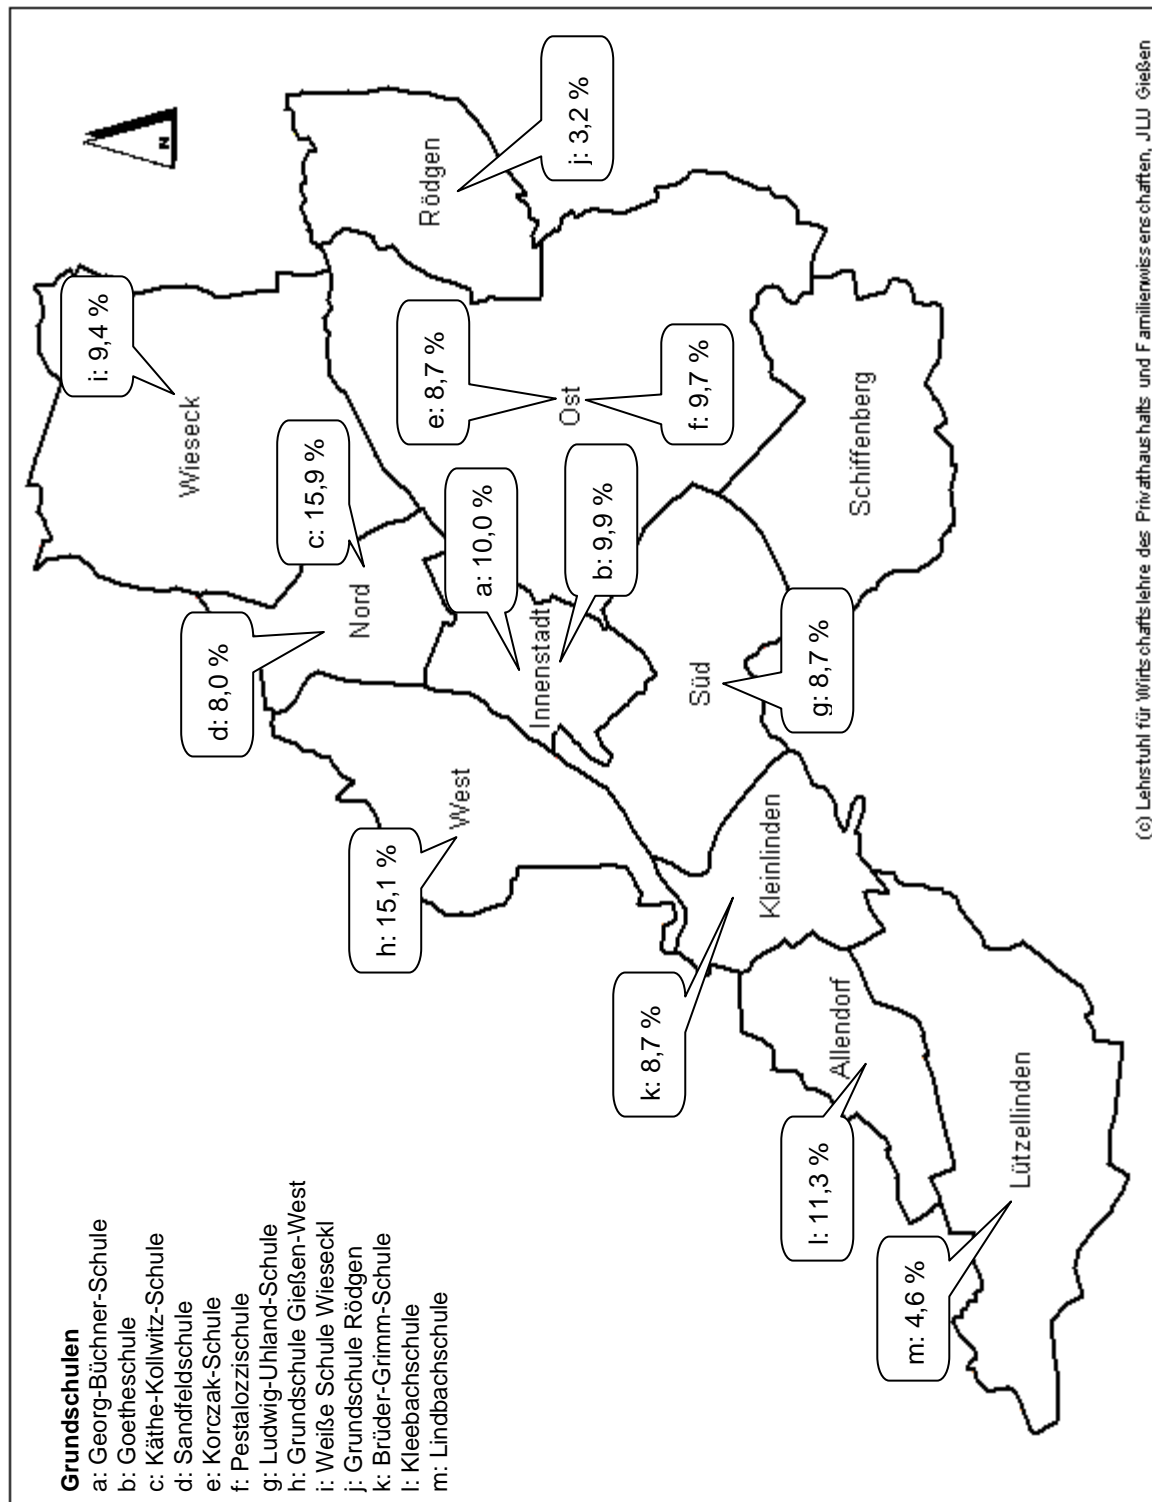 Grundschulen
a: Georg-Büchner-Schule
b: Goetheschule
c: Käthe-Kollwitz-Schule
d: Sandfeldschule
e: Korczak-Schule
f: Pestalozzischule
g: Ludwig-Uhland-Schule
h: Grundschule Gießen-West
i: Weiße Schule Wieseckl
j: Grundschule Rödgen
k: Brüder-Grimm-Schule
l: Kleebachschule
m: Lindbachschule
i: 9,4 %
Wieseck
N
d: 8,0 %
c: 15,9 %
Nord
Rödgen
j: 3,2 %
h: 15,1 %
West
a: 10,0 %
Innenstadt
b: 9,9 %
e: 8,7 %
Ost
f: 9,7 %
k: 8,7 %
Kleinlinden
Süd
g: 8,7 %
Schiffenberg
l: 11,3 %
Allendorf
m: 4,6 %
Lützellinden
(c) Lehrstuhl für Wirtschaftslehre des Privathaushalts und Familienwissenschaften, JLU Gießen